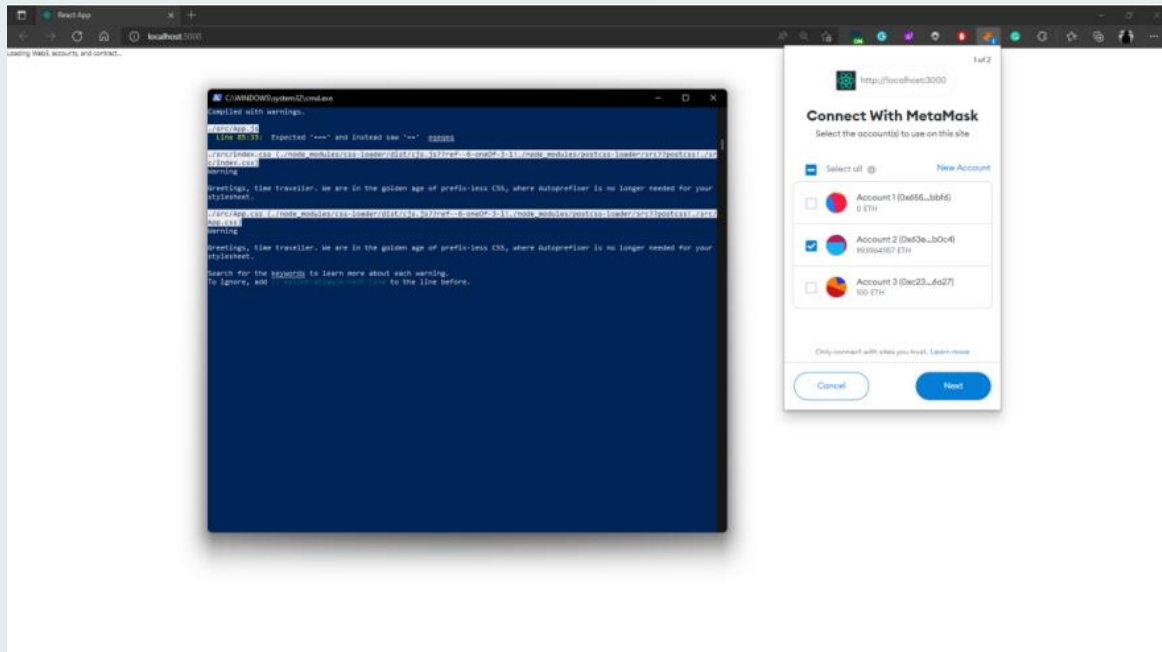 React App
localhost:3000
Loading Web3, accounts, and contract...
C:\WINDOWS\system32\cmd.exe
Compiled with warnings.
./src/App.js
Line 85:33: Expected '===' and instead saw '==' eqeqeq
./src/index.css (./node_modules/css-loader/dist/cjs.js??ref--6-oneOf-3-1!./node_modules/postcss-loader/src??postcss!./sr
c/index.css)
Warning
Greetings, time traveller. We are in the golden age of prefix-less CSS, where Autoprefixer is no longer needed for your
stylesheet.
./src/App.css (./node_modules/css-loader/dist/cjs.js??ref--6-oneOf-3-1!./node_modules/postcss-loader/src??postcss!./src/
App.css)
Warning
Greetings, time traveller. We are in the golden age of prefix-less CSS, where Autoprefixer is no longer needed for your
stylesheet.
Search for the keywords to learn more about each warning.
To ignore, add // eslint-disable-next-line to the line before.
1 of 2
http://localhost:3000
Connect With MetaMask
Select the account(s) to use on this site
Select all
New Account
Account 1 (0x656...bbfd)
0 ETH
Account 2 (0x63e...b0c4)
ETH
Account 3 (0xc23...6a27)
100 ETH
Only connect with sites you trust. Learn more
Cancel
Next